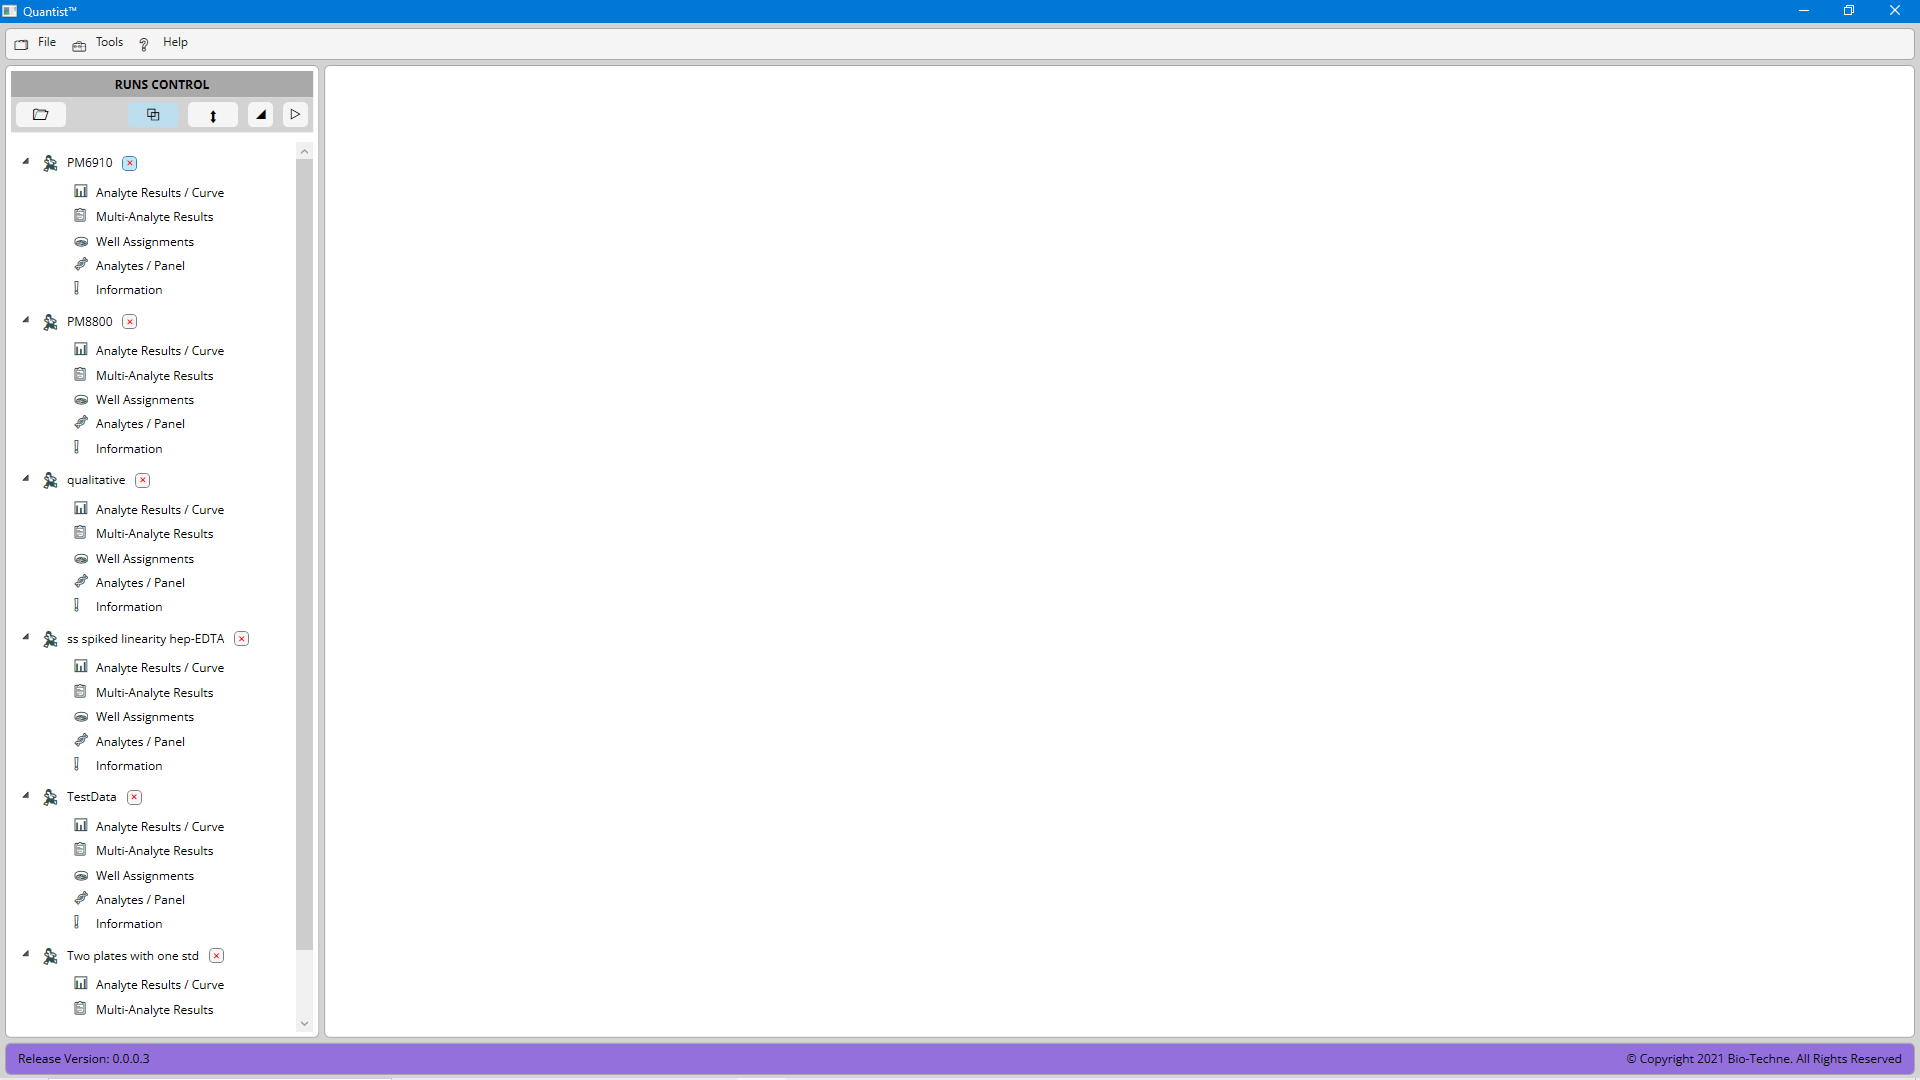 Quantist™
File Tools Help
RUNS CONTROL
PM6910
Analyte Results / Curve
Multi-Analyte Results
Well Assignments
Analytes / Panel
Information
PM8800
Analyte Results / Curve
Multi-Analyte Results
Well Assignments
Analytes / Panel
Information
qualitative
Analyte Results / Curve
Multi-Analyte Results
Well Assignments
Analytes / Panel
Information
ss spiked linearity hep-EDTA
Analyte Results / Curve
Multi-Analyte Results
Well Assignments
Analytes / Panel
Information
TestData
Analyte Results / Curve
Multi-Analyte Results
Well Assignments
Analytes / Panel
Information
Two plates with one std
Analyte Results / Curve
Multi-Analyte Results
Release Version: 0.0.0.3
© Copyright 2021 Bio-Techne. All Rights Reserved